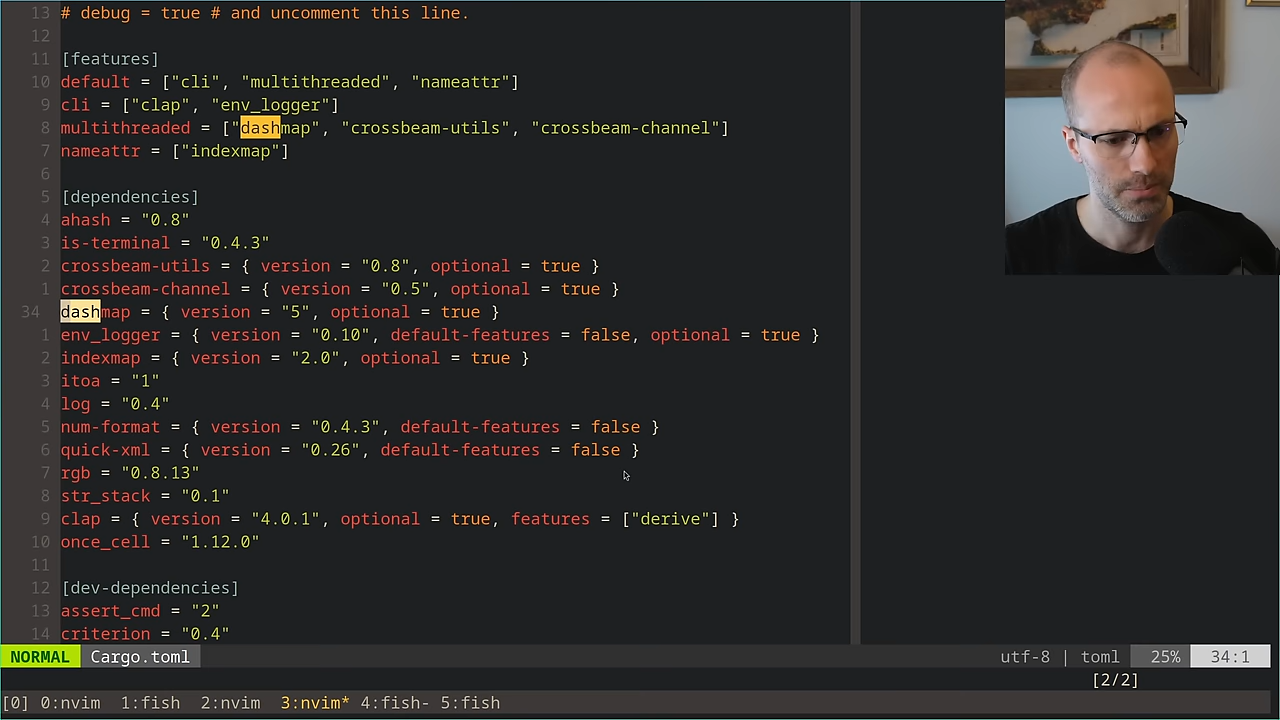 13 # debug = true # and uncomment this line.
12
11 [features]
10 default = ["cli", "multithreaded", "nameattr"]
9 cli = ["clap", "env_logger"]
8 multithreaded = ["dashmap", "crossbeam-utils", "crossbeam-channel"]
7 nameattr = ["indexmap"]
6
5 [dependencies]
4 ahash = "0.8"
3 is-terminal = "0.4.3"
2 crossbeam-utils = { version = "0.8", optional = true }
1 crossbeam-channel = { version = "0.5", optional = true }
34 dashmap = { version = "5", optional = true }
1 env_logger = { version = "0.10", default-features = false, optional = true }
2 indexmap = { version = "2.0", optional = true }
3 itoa = "1"
4 log = "0.4"
5 num-format = { version = "0.4.3", default-features = false }
6 quick-xml = { version = "0.26", default-features = false }
7 rgb = "0.8.13"
8 str_stack = "0.1"
9 clap = { version = "4.0.1", optional = true, features = ["derive"] }
10 once_cell = "1.12.0"
11
12 [dev-dependencies]
13 assert_cmd = "2"
14 criterion = "0.4"
NORMAL Cargo.toml utf-8 | toml 25% 34:1
[2/2]
[0] 0:nvim 1:fish 2:nvim 3:nvim* 4:fish- 5:fish